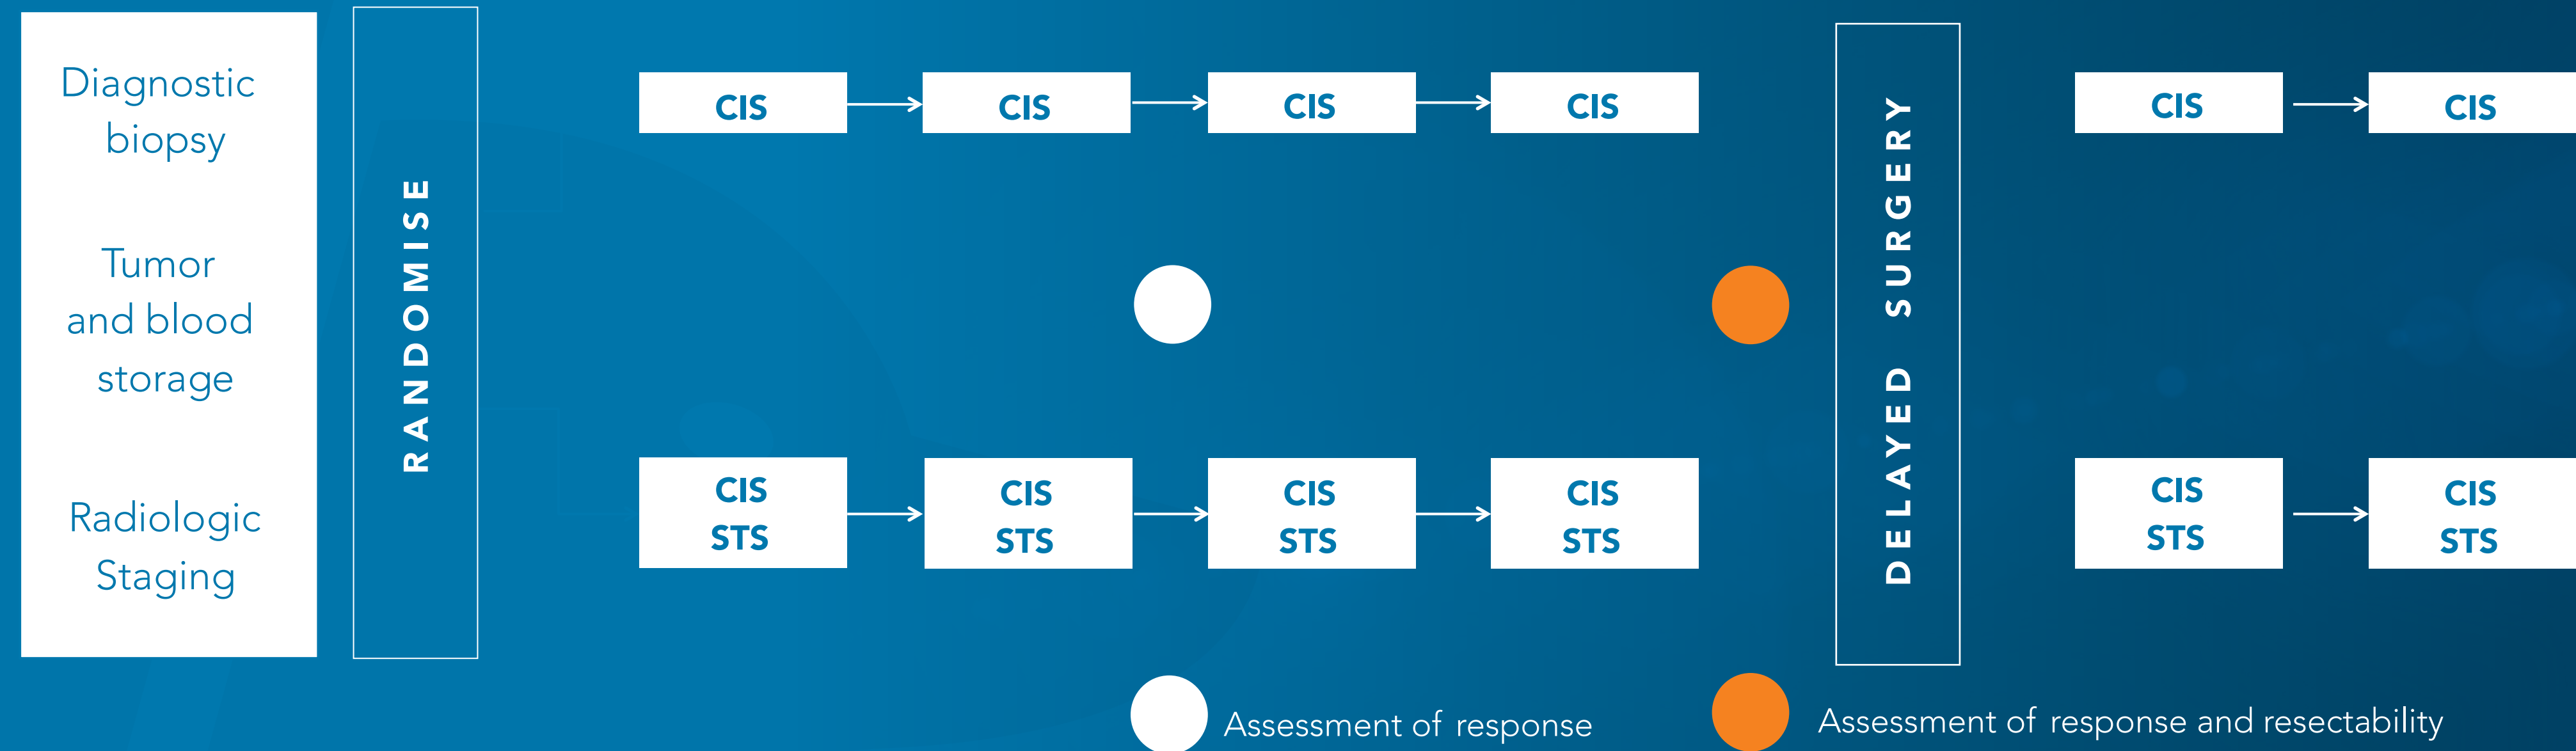 Diagnostic
biopsy
Tumor
and blood
storage
Radiologic
Staging
RANDOMISE
CIS
CIS
CIS
CIS
CIS
STS
CIS
STS
CIS
STS
CIS
STS
DELAYED SURGERY
CIS
CIS
CIS
STS
CIS
STS
Assessment of response
Assessment of response and resectability